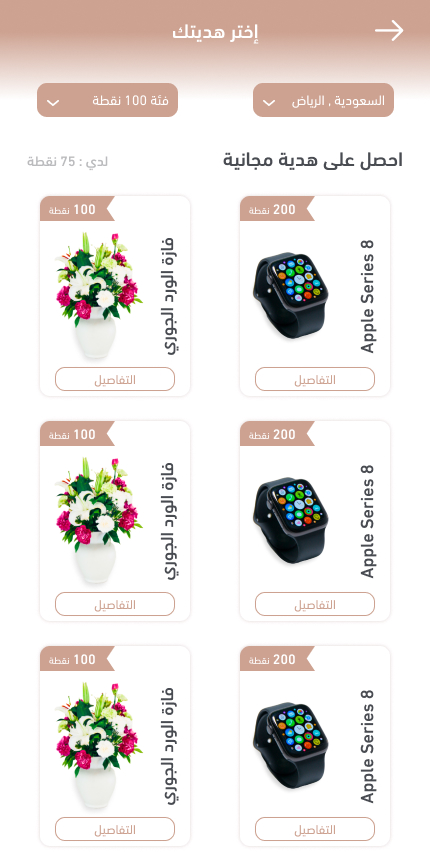 إختر هديتك
السعودية , الرياض
فئة 100 نقطة
احصل على هدية مجانية
لدي : 75 نقطة
200 نقطة
Apple Series 8
التفاصيل
100 نقطة
فازة الورد الجوري
التفاصيل
200 نقطة
Apple Series 8
التفاصيل
100 نقطة
فازة الورد الجوري
التفاصيل
200 نقطة
Apple Series 8
التفاصيل
100 نقطة
فازة الورد الجوري
التفاصيل